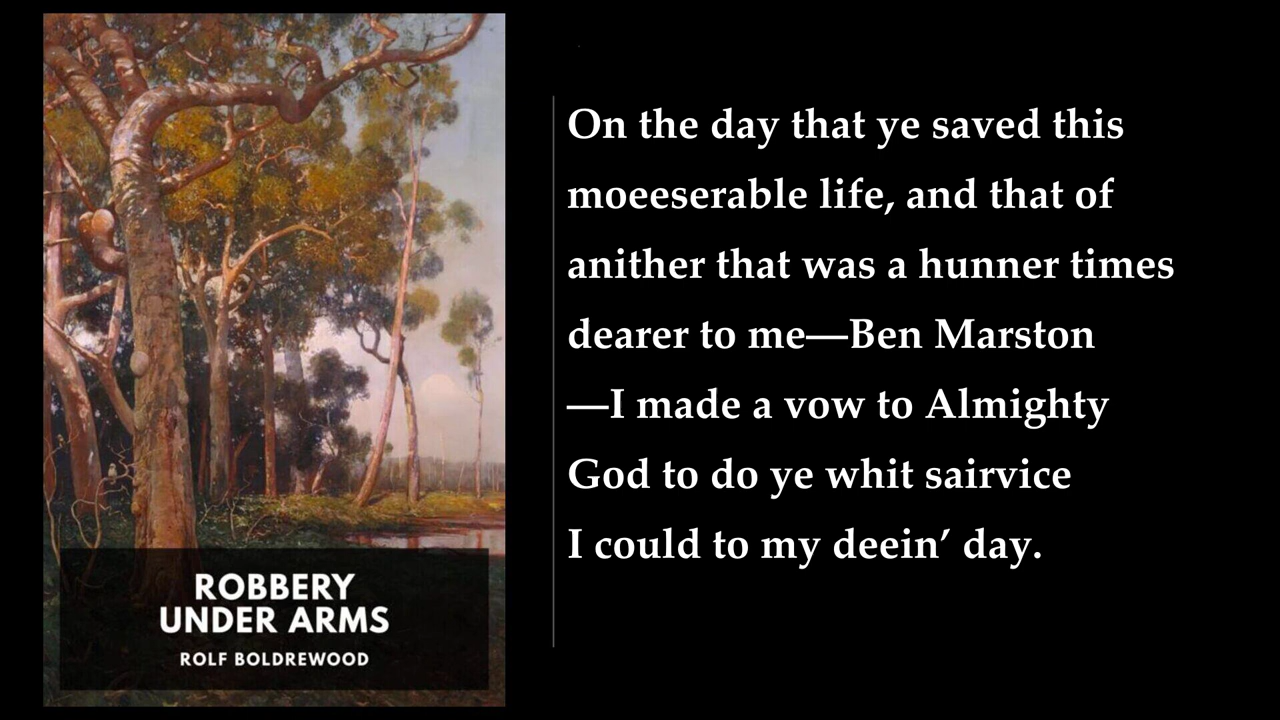 On the day that ye saved this
moeeserable life, and that of
anither that was a hunner times
dearer to me—Ben Marston
—I made a vow to Almighty
God to do ye whit sairvice
I could to my deein’ day.
ROBBERY
UNDER ARMS
ROLF BOLDREWOOD